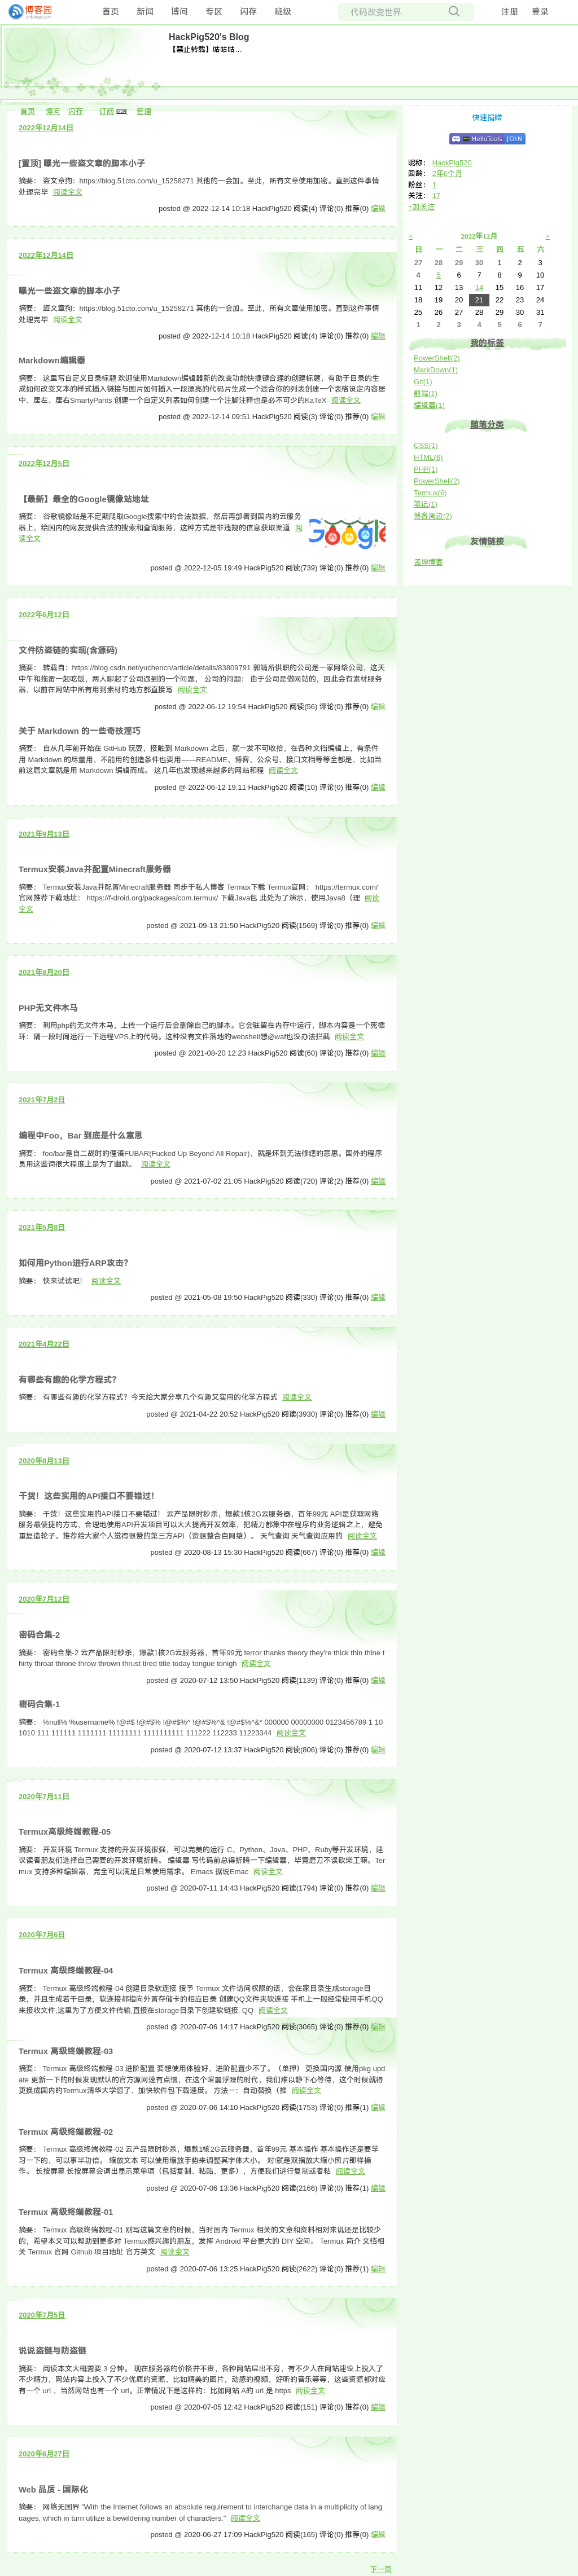 博客园
cnblogs.com
首页 新闻 博问 专区 闪存 班级
代码改变世界
注册 登录
HackPig520's Blog
【禁止转载】咕咕咕…
首页 博问 闪存 订阅 管理
2022年12月14日
[置顶] 曝光一些盗文章的脚本小子
摘要： 盗文章狗：https://blog.51cto.com/u_15258271 其他的一会加。至此，所有文章使用加密。直到这件事情
处理完毕 阅读全文
posted @ 2022-12-14 10:18 HackPig520 阅读(4) 评论(0) 推荐(0) 编辑
2022年12月14日
曝光一些盗文章的脚本小子
摘要： 盗文章狗：https://blog.51cto.com/u_15258271 其他的一会加。至此，所有文章使用加密。直到这件事情
处理完毕 阅读全文
posted @ 2022-12-14 10:18 HackPig520 阅读(4) 评论(0) 推荐(0) 编辑
Markdown编辑器
摘要： 这里写自定义目录标题 欢迎使用Markdown编辑器新的改变功能快捷键合理的创建标题，有助于目录的生
成如何改变文本的样式插入链接与图片如何插入一段漂亮的代码片生成一个适合你的列表创建一个表格设定内容居
中、居左、居右SmartyPants 创建一个自定义列表如何创建一个注脚注释也是必不可少的KaTeX 阅读全文
posted @ 2022-12-14 09:51 HackPig520 阅读(3) 评论(0) 推荐(0) 编辑
2022年12月5日
【最新】最全的Google镜像站地址
摘要： 谷歌镜像站是不定期爬取Google搜索中的合法数据，然后再部署到国内的云服务
器上，给国内的网友提供合法的搜索和查阅服务，这种方式是非违规的信息获取渠道 阅
读全文
posted @ 2022-12-05 19:49 HackPig520 阅读(739) 评论(0) 推荐(0) 编辑
2022年6月12日
文件防盗链的实现(含源码)
摘要： 转载自：https://blog.csdn.net/yuchencn/article/details/83809791 郭靖所供职的公司是一家网络公司，这天
中午和拖雷一起吃饭，两人聊起了公司遇到的一个问题， 公司的问题： 由于公司是做网站的，因此会有素材服务
器，以前在网站中所有用到素材的地方都直接写 阅读全文
posted @ 2022-06-12 19:54 HackPig520 阅读(56) 评论(0) 推荐(0) 编辑
关于 Markdown 的一些奇技淫巧
摘要： 自从几年前开始在 GitHub 玩耍，接触到 Markdown 之后，就一发不可收拾，在各种文档编辑上，有条件
用 Markdown 的尽量用、不能用的创造条件也要用——README、博客、公众号、接口文档等等全都是，比如当
前这篇文章就是用 Markdown 编辑而成。 这几年也发现越来越多的网站和程 阅读全文
posted @ 2022-06-12 19:11 HackPig520 阅读(10) 评论(0) 推荐(0) 编辑
2021年9月13日
Termux安装Java并配置Minecraft服务器
摘要： Termux安装Java并配置Minecraft服务器 同步于私人博客 Termux下载 Termux官网： https://termux.com/
官网推荐下载地址： https://f-droid.org/packages/com.termux/ 下载Java包 此处为了演示，使用Java8（理 阅读
全文
posted @ 2021-09-13 21:50 HackPig520 阅读(1569) 评论(0) 推荐(0) 编辑
2021年8月20日
PHP无文件木马
摘要： 利用php的无文件木马，上传一个运行后会删除自己的脚本。它会驻留在内存中运行，脚本内容是一个死循
环：隔一段时间运行一下远程VPS上的代码。这种没有文件落地的webshell想必waf也没办法拦截 阅读全文
posted @ 2021-08-20 12:23 HackPig520 阅读(60) 评论(0) 推荐(0) 编辑
2021年7月2日
编程中Foo，Bar 到底是什么意思
摘要： foo/bar是自二战时的俚语FUBAR(Fucked Up Beyond All Repair)，就是坏到无法修缮的意思。国外的程序
员用这些词很大程度上是为了幽默。 阅读全文
posted @ 2021-07-02 21:05 HackPig520 阅读(720) 评论(2) 推荐(0) 编辑
2021年5月8日
如何用Python进行ARP攻击?
摘要： 快来试试吧！ 阅读全文
posted @ 2021-05-08 19:50 HackPig520 阅读(330) 评论(0) 推荐(0) 编辑
2021年4月22日
有哪些有趣的化学方程式?
摘要： 有哪些有趣的化学方程式？今天给大家分享几个有趣又实用的化学方程式 阅读全文
posted @ 2021-04-22 20:52 HackPig520 阅读(3930) 评论(0) 推荐(0) 编辑
2020年8月13日
干货！这些实用的API接口不要错过！
摘要： 干货！这些实用的API接口不要错过！ 云产品限时秒杀，爆款1核2G云服务器，首年99元 API是获取网络
服务最便捷的方式，合理地使用API开发项目可以大大提高开发效率，把精力都集中在程序的业务逻辑之上，避免
重复造轮子。推荐给大家个人觉得很赞的第三方API（资源整合自网络）。 天气查询 天气查询应用的 阅读全文
posted @ 2020-08-13 15:30 HackPig520 阅读(667) 评论(0) 推荐(0) 编辑
2020年7月12日
密码合集-2
摘要： 密码合集-2 云产品限时秒杀，爆款1核2G云服务器，首年99元 terror thanks theory they're thick thin thine t
hirty throat throne throw thrown thrust tired title today tongue tonigh 阅读全文
posted @ 2020-07-12 13:50 HackPig520 阅读(1139) 评论(0) 推荐(0) 编辑
密码合集-1
摘要： %null% %username% !@#$ !@#$% !@#$%^ !@#$%^& !@#$%^&* 000000 00000000 0123456789 1 10
1010 111 111111 1111111 11111111 1111111111 111222 112233 11223344 阅读全文
posted @ 2020-07-12 13:37 HackPig520 阅读(806) 评论(0) 推荐(0) 编辑
2020年7月11日
Termux高级终端教程-05
摘要： 开发环境 Termux 支持的开发环境很强，可以完美的运行 C、Python、Java、PHP、Ruby等开发环境，建
议读者朋友们选择自己需要的开发环境折腾。 编辑器 写代码前总得折腾一下编辑器，毕竟磨刀不误砍柴工嘛。Ter
mux 支持多种编辑器，完全可以满足日常使用需求。 Emacs 据说Emac 阅读全文
posted @ 2020-07-11 14:43 HackPig520 阅读(1794) 评论(0) 推荐(0) 编辑
2020年7月6日
Termux 高级终端教程-04
摘要： Termux 高级终端教程-04 创建目录软连接 授予 Termux 文件访问权限的话，会在家目录生成storage目
录，并且生成若干目录，软连接都指向外置存储卡的相应目录 创建QQ文件夹软连接 手机上一般经常使用手机QQ
来接收文件,这里为了方便文件传输,直接在storage目录下创建软链接. QQ 阅读全文
posted @ 2020-07-06 14:17 HackPig520 阅读(3065) 评论(0) 推荐(0) 编辑
Termux 高级终端教程-03
摘要： Termux 高级终端教程-03 进阶配置 要想使用体验好，进阶配置少不了。（单押） 更换国内源 使用pkg upd
ate 更新一下的时候发现默认的官方源网速有点慢，在这个喧嚣浮躁的时代，我们难以静下心等待，这个时候就得
更换成国内的Termux清华大学源了，加快软件包下载速度。 方法一：自动替换（推 阅读全文
posted @ 2020-07-06 14:10 HackPig520 阅读(1753) 评论(0) 推荐(1) 编辑
Termux 高级终端教程-02
摘要： Termux 高级终端教程-02 云产品限时秒杀，爆款1核2G云服务器，首年99元 基本操作 基本操作还是要学
习一下的，可以事半功倍。 缩放文本 可以使用缩放手势来调整其字体大小。 对!就是双指放大缩小照片那样操
作。 长按屏幕 长按屏幕会调出显示菜单项（包括复制、粘贴、更多），方便我们进行复制或者粘 阅读全文
posted @ 2020-07-06 13:36 HackPig520 阅读(2166) 评论(0) 推荐(1) 编辑
Termux 高级终端教程-01
摘要： Termux 高级终端教程-01 刚写这篇文章的时候，当时国内 Termux 相关的文章和资料相对来说还是比较少
的，希望本文可以帮助到更多对 Termux感兴趣的朋友，发挥 Android 平台更大的 DIY 空间。 Termux 简介 文档相
关 Termux 官网 Github 项目地址 官方英文 阅读全文
posted @ 2020-07-06 13:25 HackPig520 阅读(2622) 评论(0) 推荐(1) 编辑
2020年7月5日
说说盗链与防盗链
摘要： 阅读本文大概需要 3 分钟。 现在服务器的价格并不贵，各种网站层出不穷，有不少人在网站建设上投入了
不少精力，网站内容上投入了不少优质的资源，比如精美的图片，动感的视频，好听的音乐等等，这些资源都对应
有一个 url ，当然网站也有一个 url。正常情况下是这样的：比如网站 A的 url 是 https 阅读全文
posted @ 2020-07-05 12:42 HackPig520 阅读(151) 评论(0) 推荐(0) 编辑
2020年6月27日
Web 品质 - 国际化
摘要： 网络无国界 "With the Internet follows an absolute requirement to interchange data in a multiplicity of lang
uages, which in turn utilize a bewildering number of characters." 阅读全文
posted @ 2020-06-27 17:09 HackPig520 阅读(165) 评论(0) 推荐(0) 编辑
下一页
快速捐赠
HelloTools JOIN
昵称： HackPig520
园龄： 2年6个月
粉丝： 1
关注： 17
+加关注
< 2022年12月 >
日 一 二 三 四 五 六
27 28 29 30 1 2 3
4 5 6 7 8 9 10
11 12 13 14 15 16 17
18 19 20 21 22 23 24
25 26 27 28 29 30 31
1 2 3 4 5 6 7
我的标签
PowerShell(2)
MarkDown(1)
Git(1)
前端(1)
编辑器(1)
随笔分类
CSS(1)
HTML(6)
PHP(1)
PowerShell(2)
Termux(6)
笔记(1)
博客周边(2)
友情链接
孟坤博客